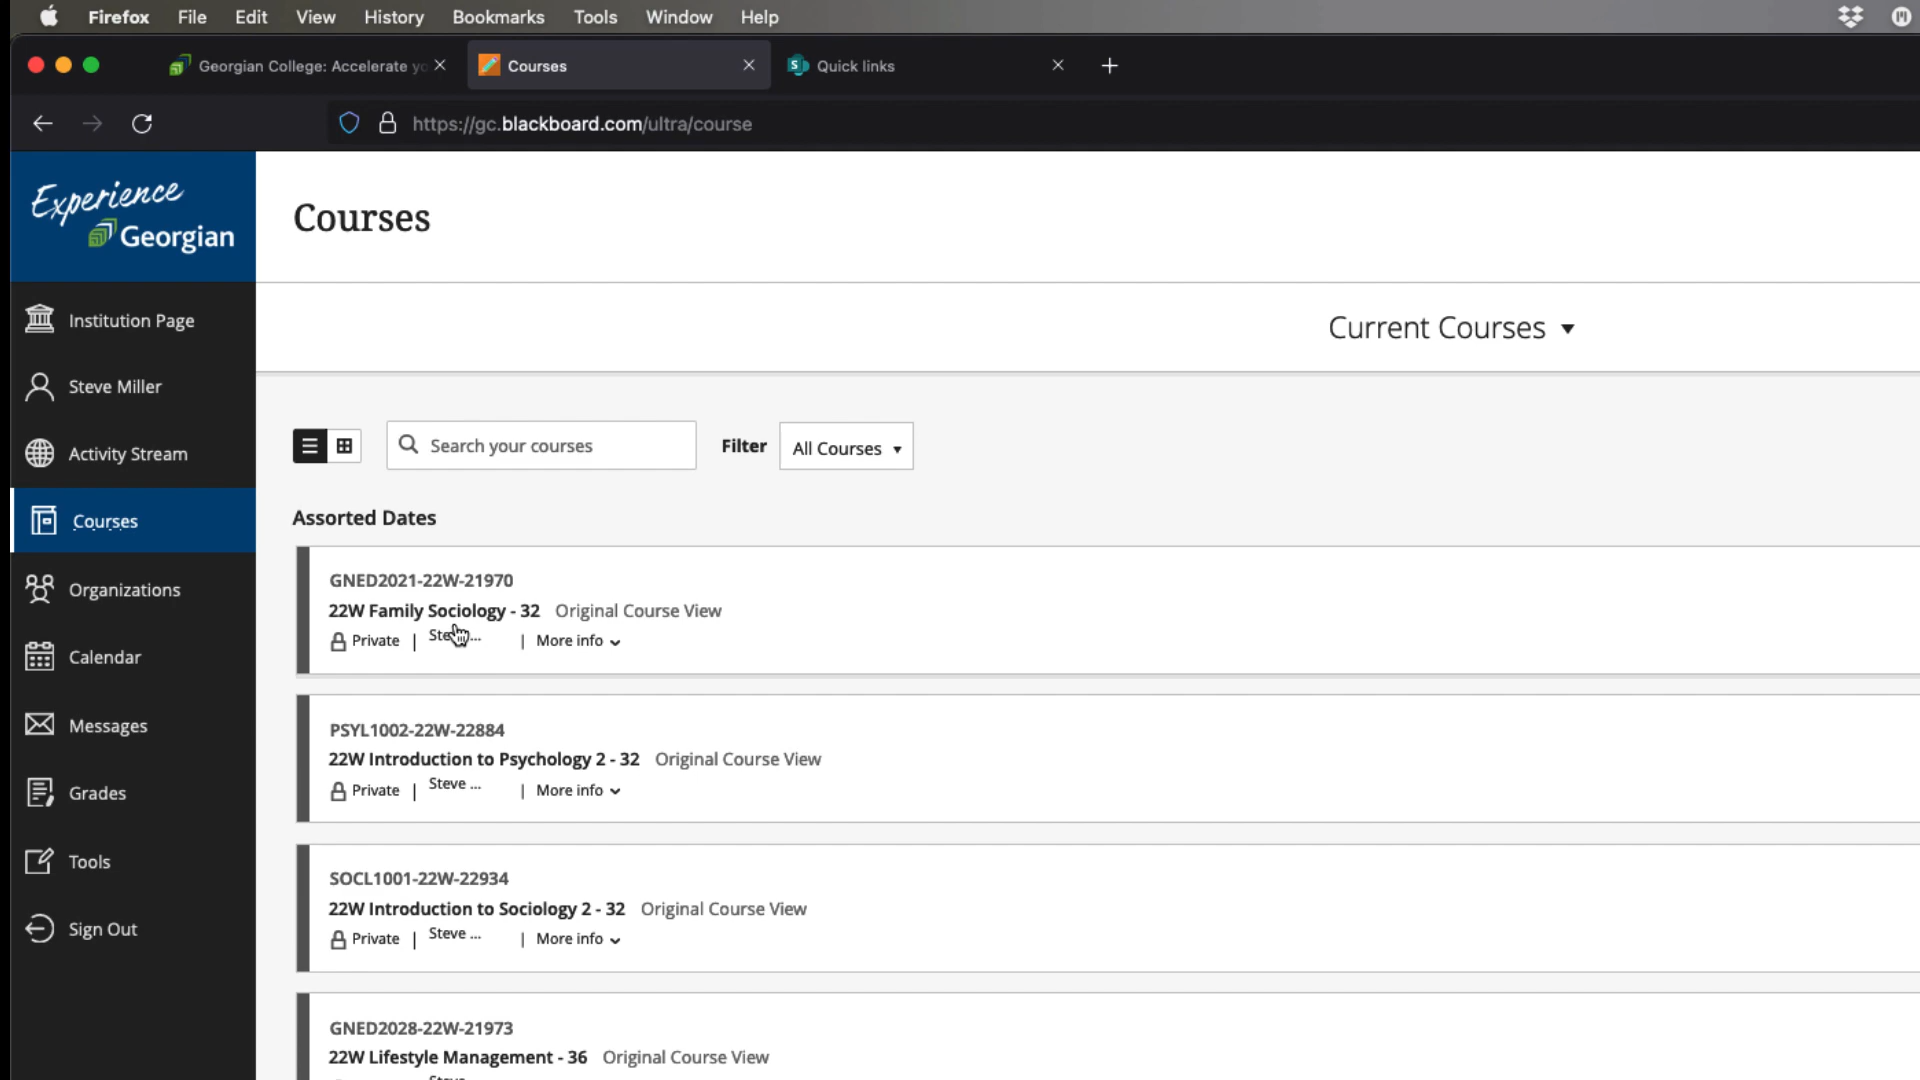 Firefox File Edit View History Bookmarks Tools Window Help
Georgian College: Accelerate yo
Courses
Quick links
https://gc.blackboard.com/ultra/course
Experience
Georgian
Courses
Institution Page
Current Courses
Steve Miller
Search your courses
Filter
All Courses
Activity Stream
Assorted Dates
Courses
GNED2021-22W-21970
Organizations
22W Family Sociology - 32 Original Course View
Private | ... | More info
Calendar
Messages
PSYL1002-22W-22884
22W Introduction to Psychology 2 - 32 Original Course View
Private | Steve ... | More info
Grades
Tools
SOCL1001-22W-22934
22W Introduction to Sociology 2 - 32 Original Course View
Private | Steve ... | More info
Sign Out
GNED2028-22W-21973
22W Lifestyle Management - 36 Original Course View